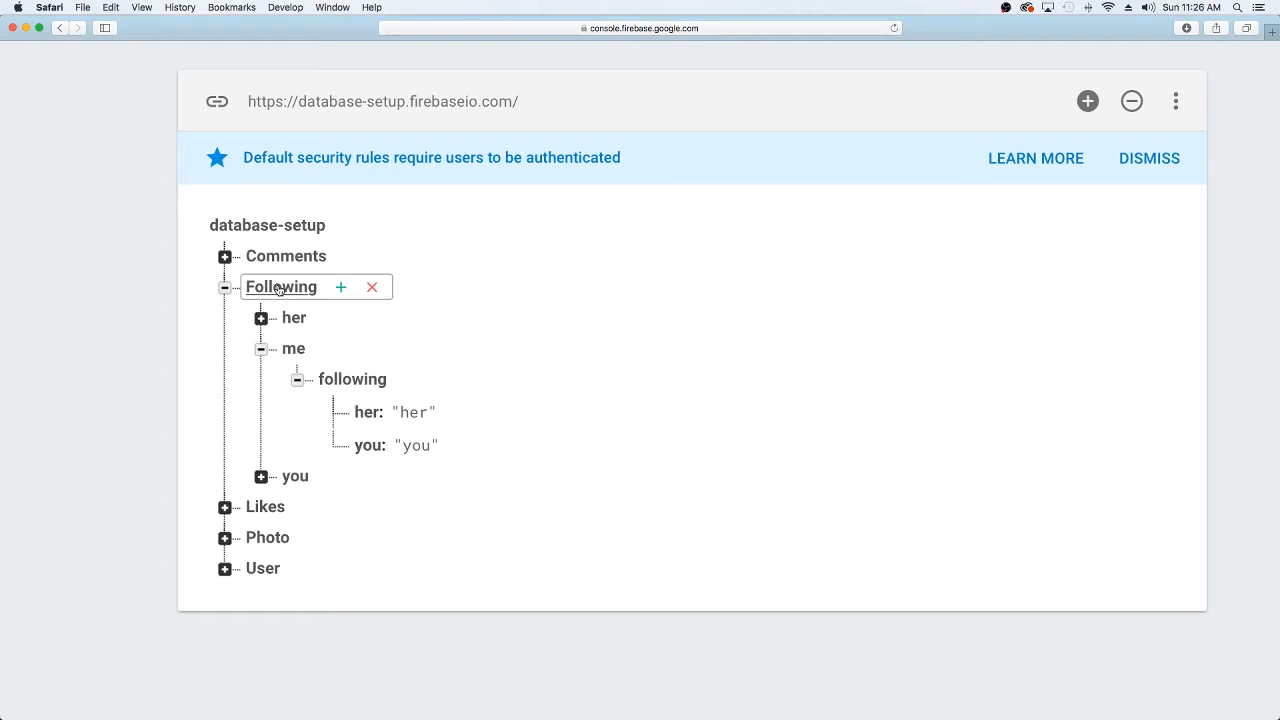 Safari File Edit View History Bookmarks Develop Window Help Sun 11:26 AM
console.firebase.google.com
https://database-setup.firebaseio.com/
Default security rules require users to be authenticated LEARN MORE DISMISS
database-setup
Comments
Following
her
me
following
her: "her"
you: "you"
you
Likes
Photo
User